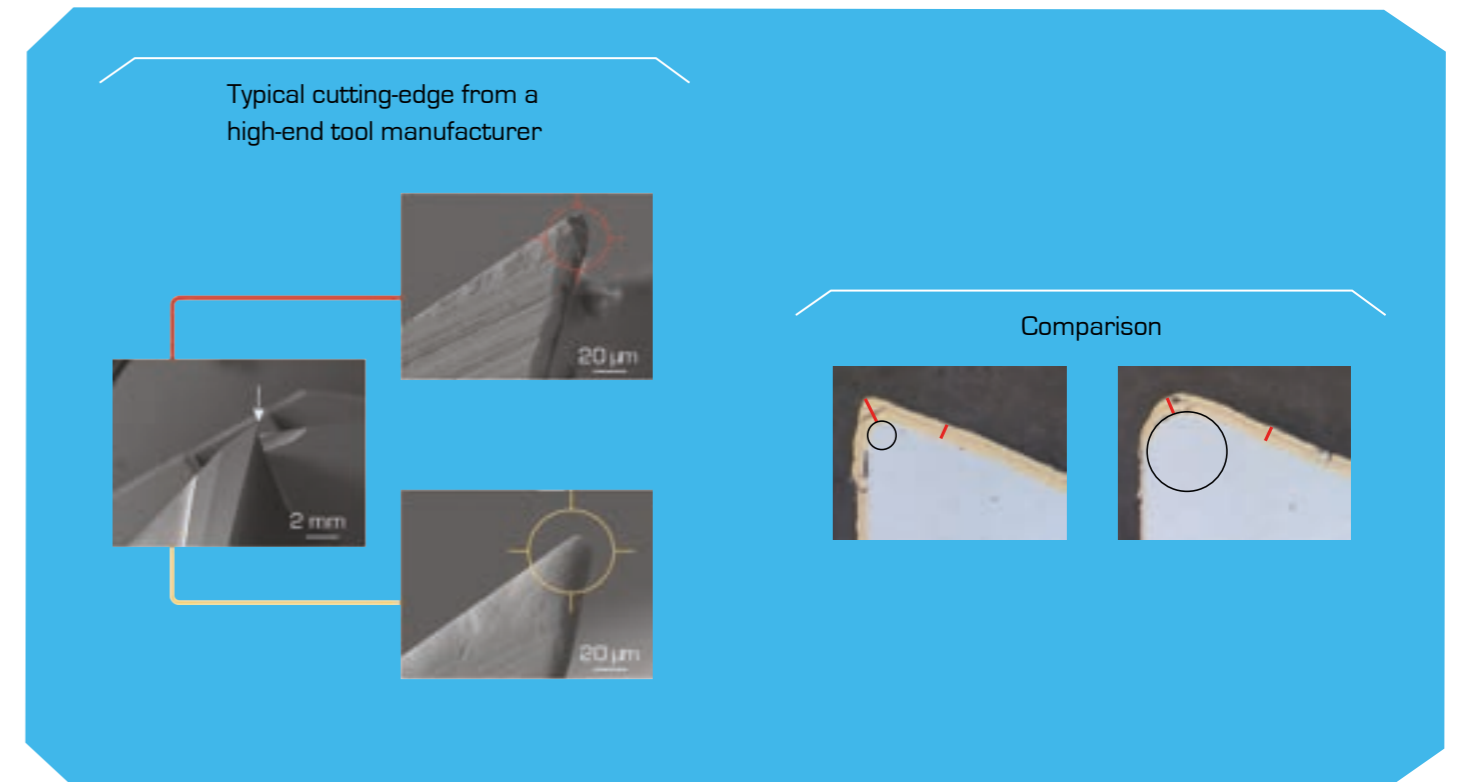 Typical cutting-edge from a
high-end tool manufacturer
20 µm
2 mm
20 µm
Comparison